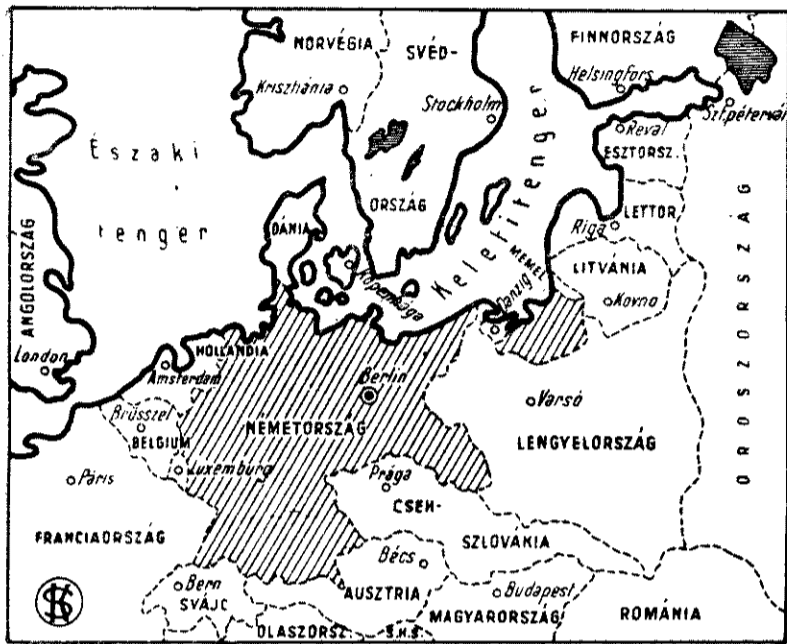 NORVÉGIA
SVÉD-
FINNORSZÁG
Krisztiánia
Stockholm
Helsingfors
Szt.pétervár
Északi
tenger
Reval
ESZTORSZ.
ORSZÁG
DÁNIA
Keletitenger
LETTOR.
Riga
Kopenhága
MEMEL
LITVÁNIA
Danzig
Kovno
ANGOLORSZÁG
OROSZORSZÁG
London
HOLLANDIA
Amsterdam
Berlin
Varsó
Brüsszel
BELGIUM
NÉMETORSZÁG
LENGYELORSZÁG
Páris
Luxemburg
Prága
CSEH-
SZLOVÁKIA
FRANCIAORSZÁG
Bécs
Bern
SVÁJC
AUSZTRIA
Budapest
MAGYARORSZÁG
ROMÁNIA
OLASZORSZ.
S.H.S.